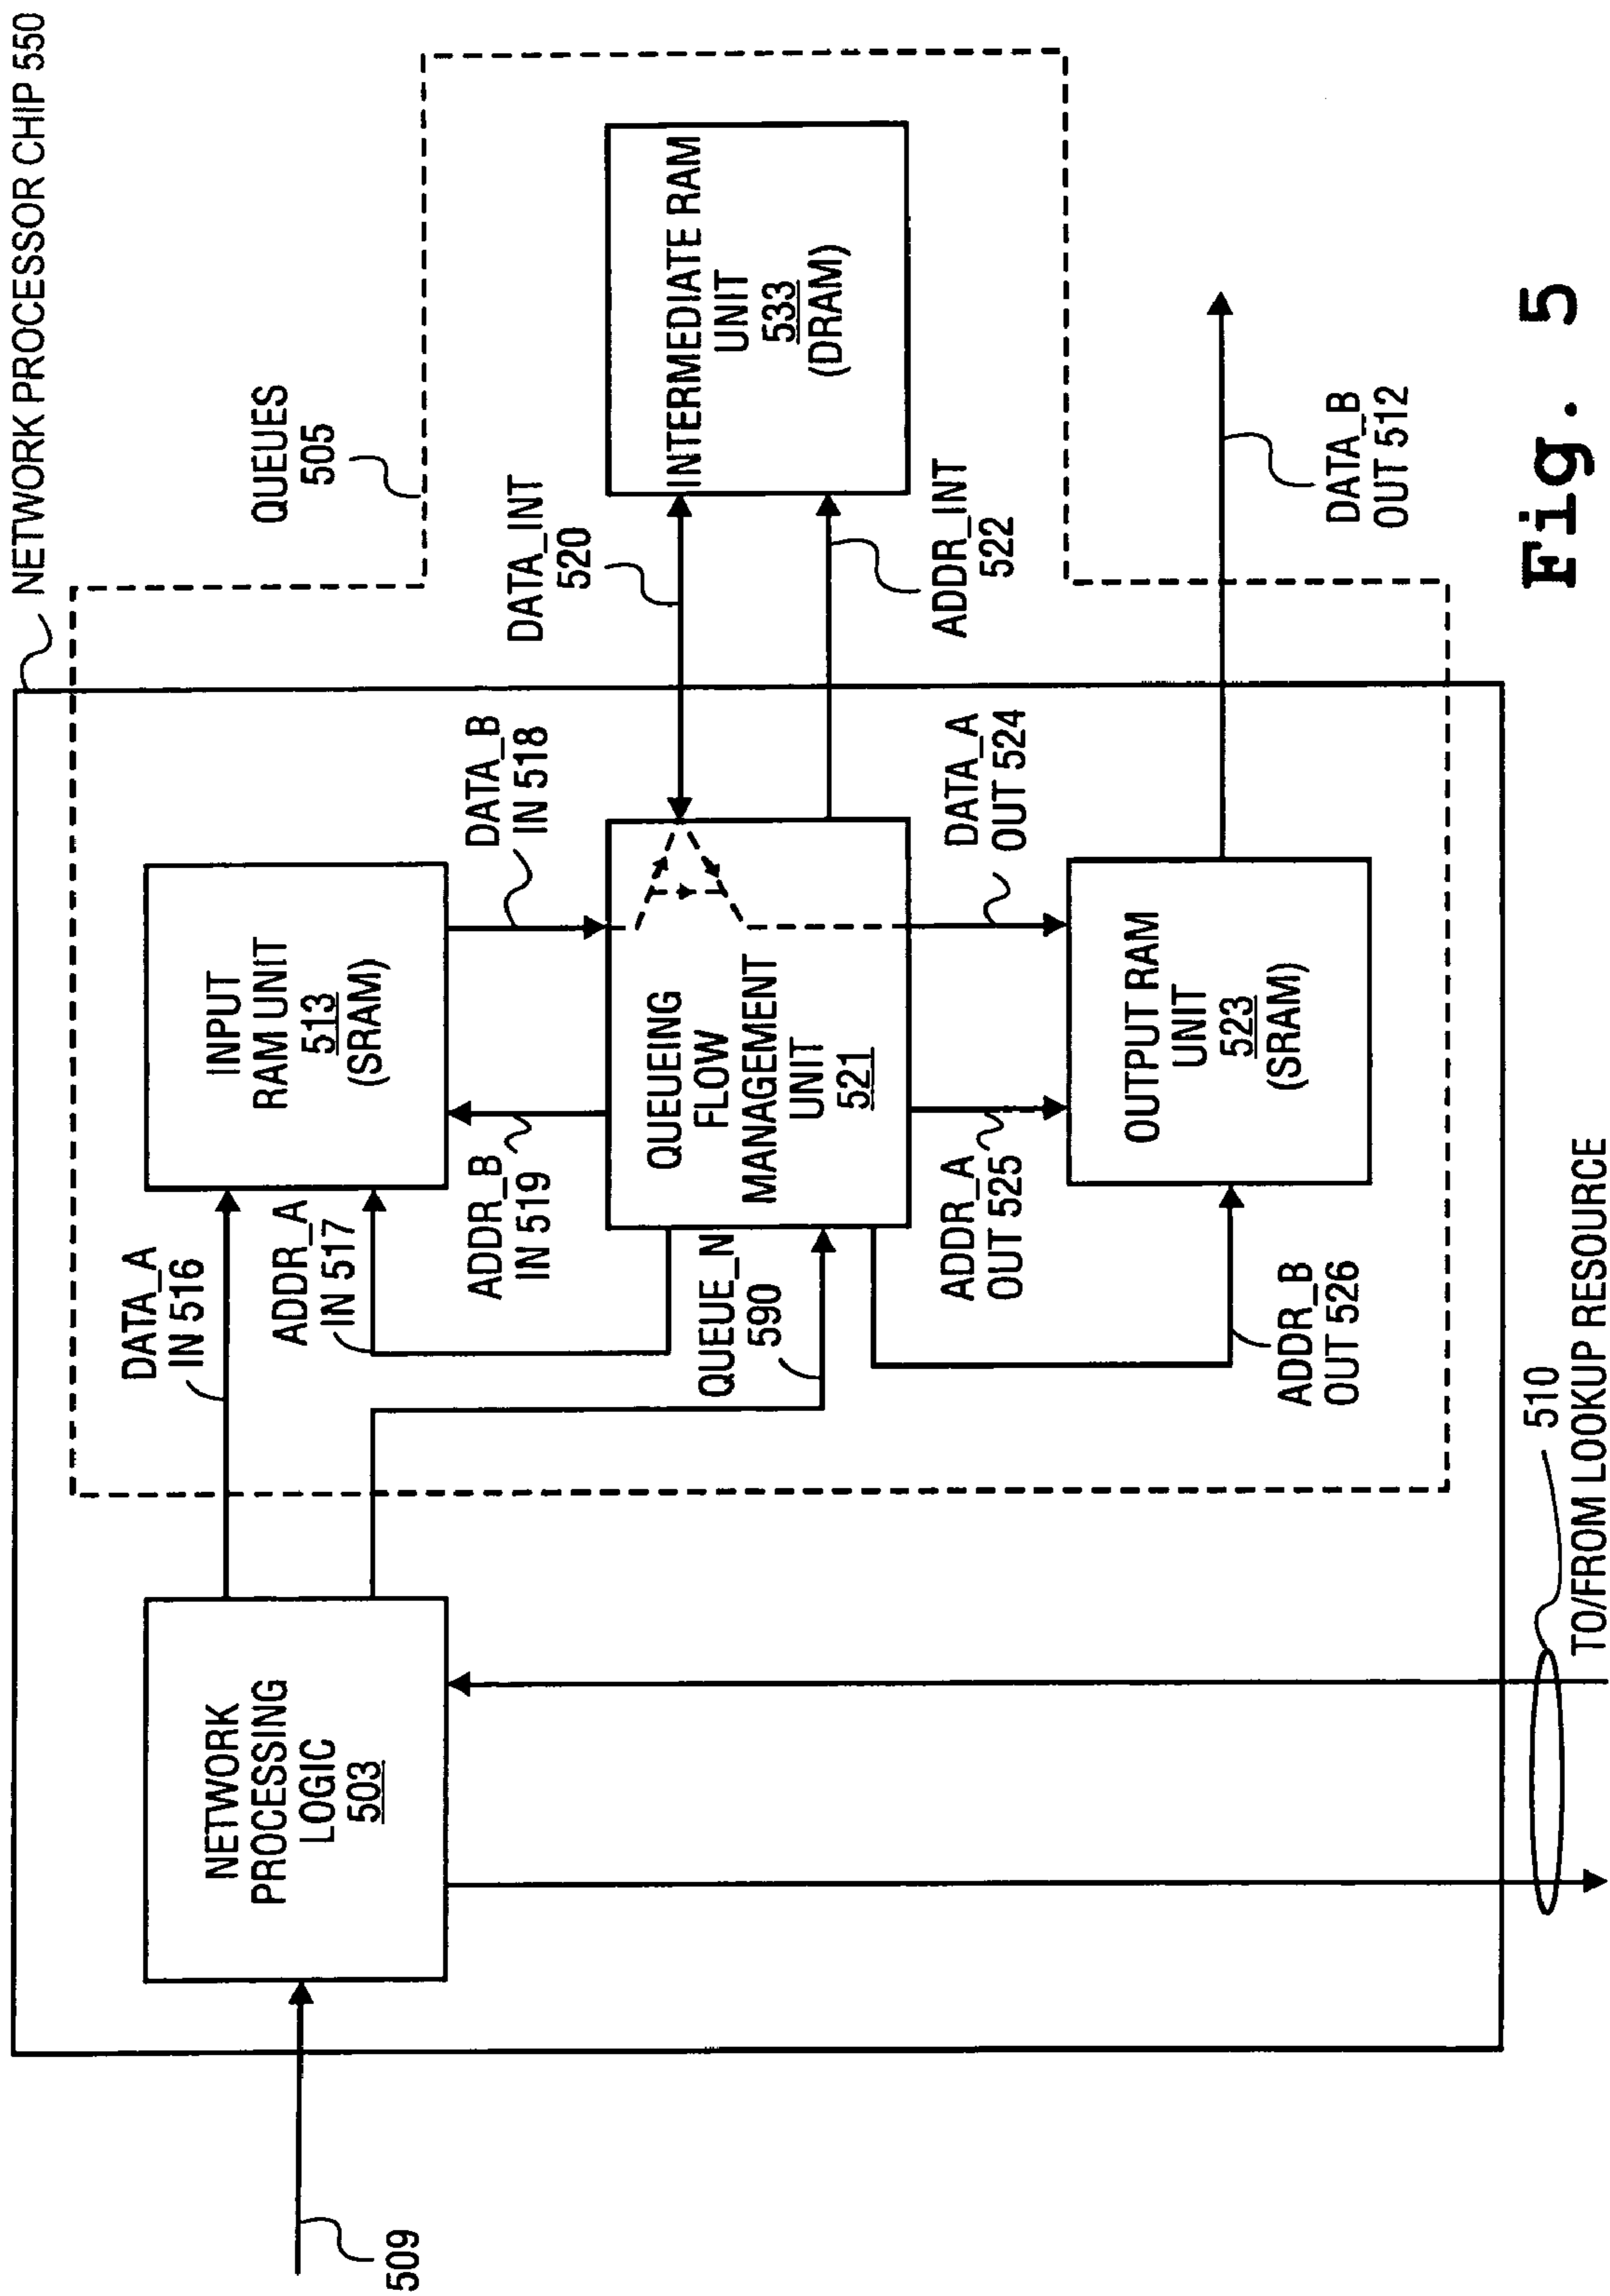 NETWORK PROCESSOR CHIP 550
QUEUES
505
DATA_A
IN 516
ADDR_A
IN 517
INPUT
RAM UNIT
513
(SRAM)
DATA_B
IN 518
ADDR_B
IN 519
DATA_INT
520
INTERMEDIATE RAM
UNIT
533
(DRAM)
NETWORK
PROCESSING
LOGIC
503
509
QUEUE_N
590
QUEUEING
FLOW
MANAGEMENT
UNIT
521
ADDR_INT
522
DATA_A
OUT 524
ADDR_A
OUT 525
OUTPUT RAM
UNIT
523
(SRAM)
ADDR_B
OUT 526
DATA_B
OUT 512
510
TO/FROM LOOKUP RESOURCE
Fig. 5